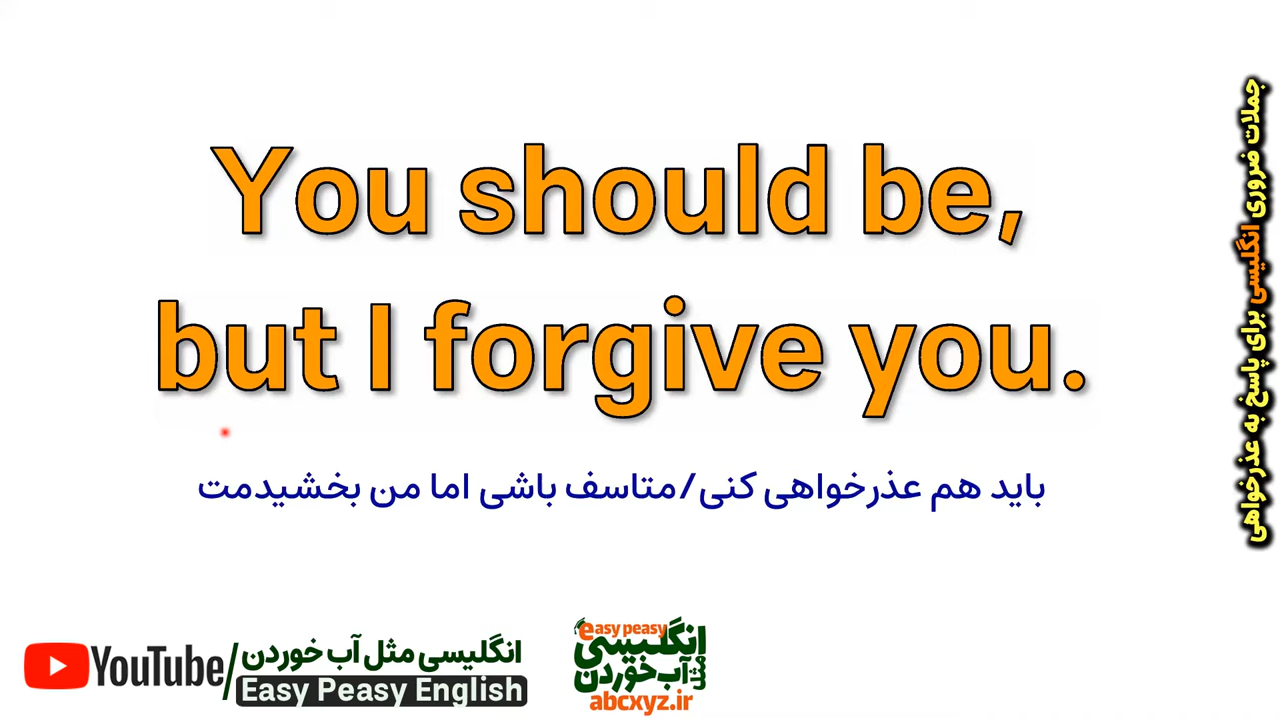 You should be,
but I forgive you.
باید هم عذرخواهی کنی/متاسف باشی اما من بخشیدمت
جملات ضروری انگلیسی برای پاسخ به عذرخواهی
YouTube/انگلیسی مثل آب خوردن
Easy Peasy English
easy peasy
انگلیسی
مثل آب خوردن
abcxyz.ir